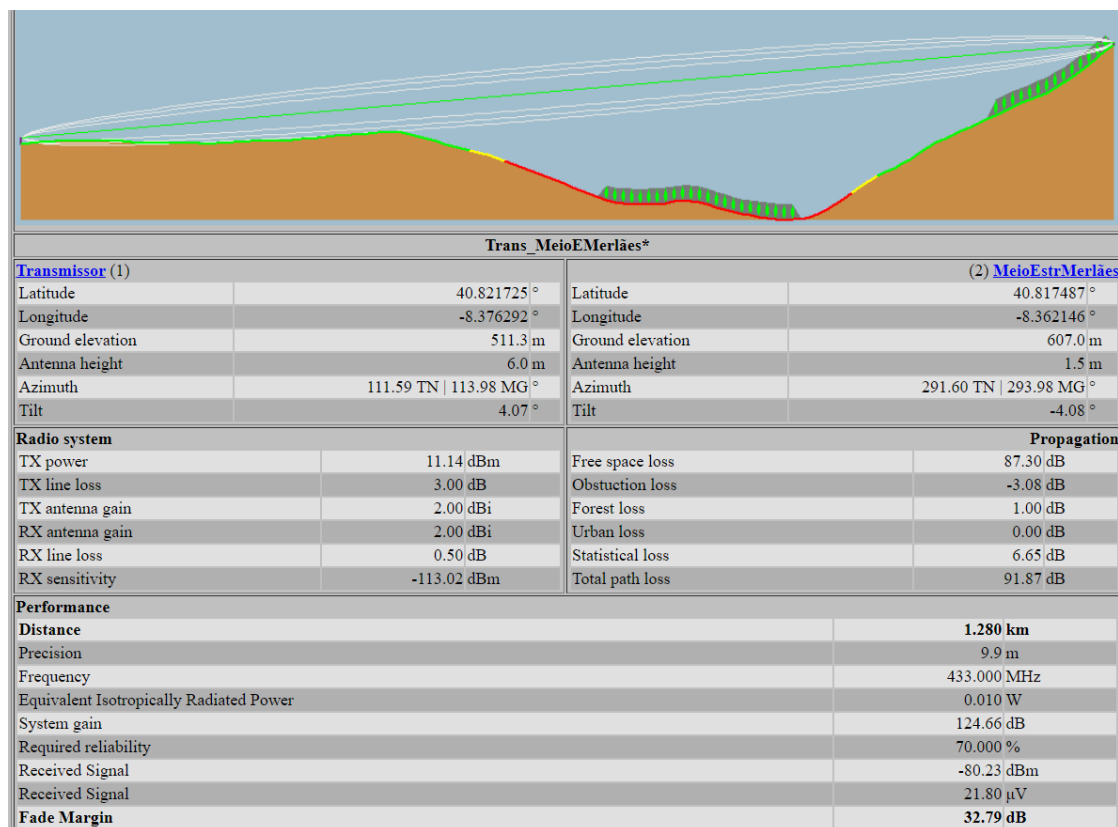 Trans_MeioEMerlães*
Transmissor (1) (2) MeioEstrMerlães
Latitude 40.821725 ° Latitude 40.817487 °
Longitude -8.376292 ° Longitude -8.362146 °
Ground elevation 511.3 m Ground elevation 607.0 m
Antenna height 6.0 m Antenna height 1.5 m
Azimuth 111.59 TN | 113.98 MG ° Azimuth 291.60 TN | 293.98 MG °
Tilt 4.07 ° Tilt -4.08 °
Radio system Propagation
TX power 11.14 dBm Free space loss 87.30 dB
TX line loss 3.00 dB Obstuction loss -3.08 dB
TX antenna gain 2.00 dBi Forest loss 1.00 dB
RX antenna gain 2.00 dBi Urban loss 0.00 dB
RX line loss 0.50 dB Statistical loss 6.65 dB
RX sensitivity -113.02 dBm Total path loss 91.87 dB
Performance
Distance 1.280 km
Precision 9.9 m
Frequency 433.000 MHz
Equivalent Isotropically Radiated Power 0.010 W
System gain 124.66 dB
Required reliability 70.000 %
Received Signal -80.23 dBm
Received Signal 21.80 µV
Fade Margin 32.79 dB